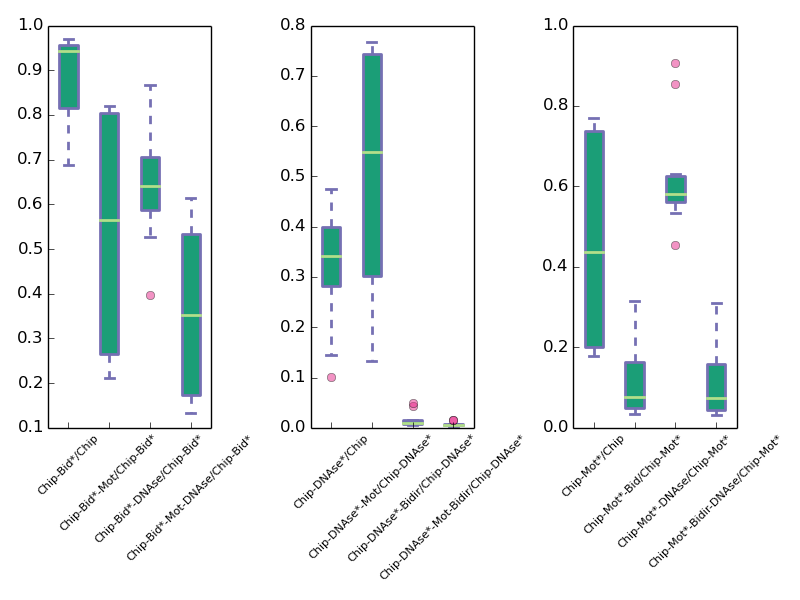 1.0
0.9
0.8
0.7
0.6
0.5
0.4
0.3
0.2
0.1
Chip-Bid*/Chip
Chip-Bid*-Mot/Chip-Bid*
Chip-Bid*-DNAse/Chip-Bid*
Chip-Bid*-Mot-DNAse/Chip-Bid*
0.8
0.7
0.6
0.5
0.4
0.3
0.2
0.1
0.0
Chip-DNAse*/Chip
Chip-DNAse*-Mot/Chip-DNAse*
Chip-DNAse*-Bidir/Chip-DNAse*
Chip-DNAse*-Mot-Bidir/Chip-DNAse*
1.0
0.8
0.6
0.4
0.2
0.0
Chip-Mot*/Chip
Chip-Mot*-Bid/Chip-Mot*
Chip-Mot*-DNAse/Chip-Mot*
Chip-Mot*-Bidir-DNAse/Chip-Mot*